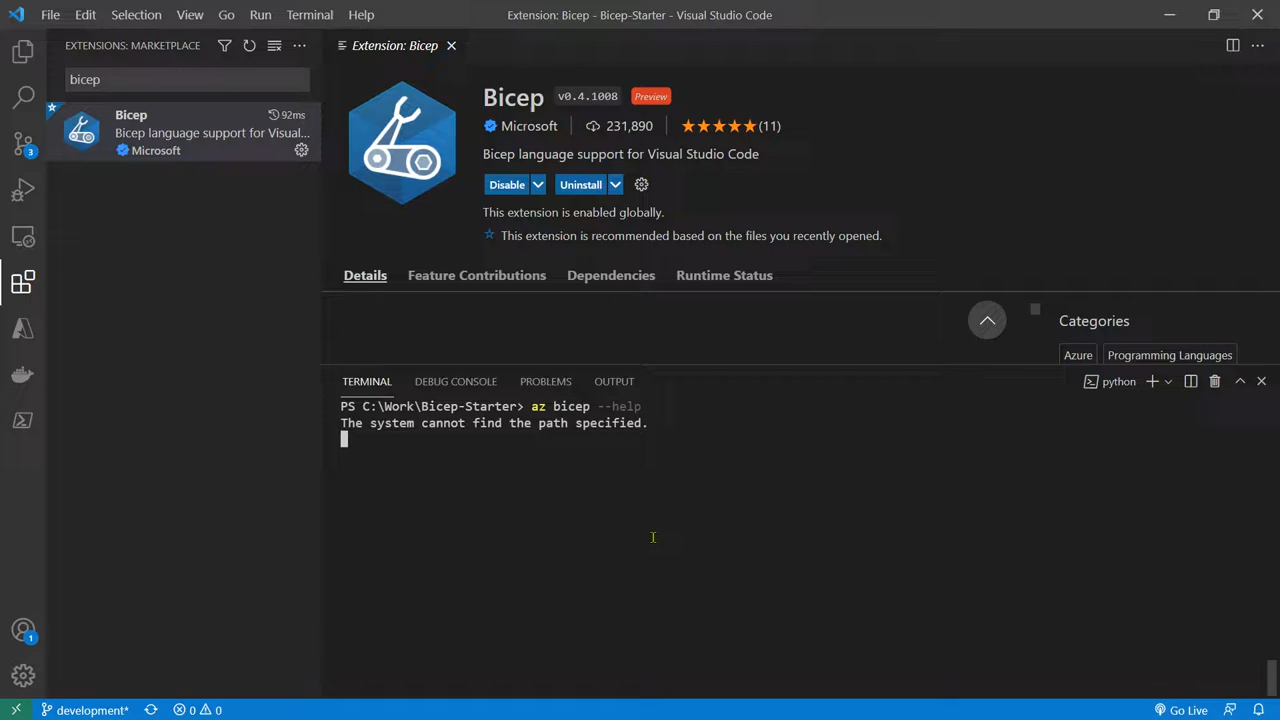 File Edit Selection View Go Run Terminal Help
Extension: Bicep - Bicep-Starter - Visual Studio Code
EXTENSIONS: MARKETPLACE
bicep
Bicep
92ms
Bicep language support for Visual...
Microsoft
3
Extension: Bicep
Bicep v0.4.1008 Preview
Microsoft 231,890 (11)
Bicep language support for Visual Studio Code
Disable Uninstall
This extension is enabled globally.
This extension is recommended based on the files you recently opened.
Details Feature Contributions Dependencies Runtime Status
Categories
Azure Programming Languages
TERMINAL DEBUG CONSOLE PROBLEMS OUTPUT
python
PS C:\Work\Bicep-Starter> az bicep --help
The system cannot find the path specified.
1
development* 0 0
Go Live